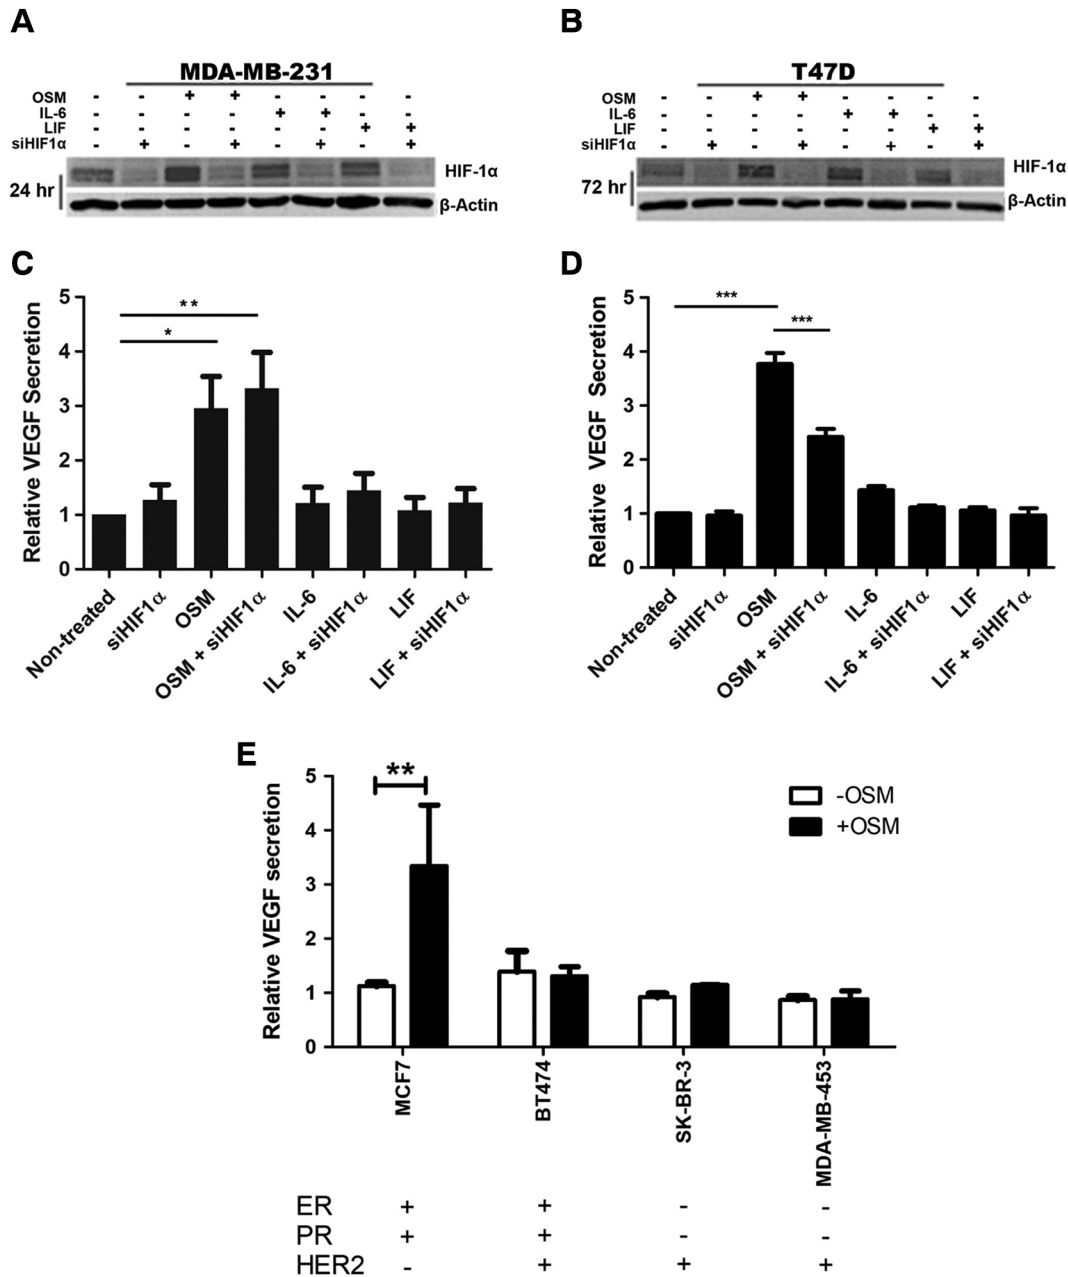 A
MDA-MB-231
OSM - - + + - - - -
IL-6 - - - - + + - -
LIF - - - - - - + +
siHIF1α - + - + - + - +
24 hr
HIF-1α
β-Actin
B
T47D
OSM - - + + - - - -
IL-6 - - - - + + - -
LIF - - - - - - + +
siHIF1α - + - + - + - +
72 hr
HIF-1α
β-Actin
C
Relative VEGF Secretion
5
4
3
2
1
0
**
*
Non-treated
siHIF1α
OSM
OSM + siHIF1α
IL-6
IL-6 + siHIF1α
LIF
LIF + siHIF1α
D
Relative VEGF Secretion
5
4
3
2
1
0
***
***
Non-treated
siHIF1α
OSM
OSM + siHIF1α
IL-6
IL-6 + siHIF1α
LIF
LIF + siHIF1α
E
Relative VEGF secretion
5
4
3
2
1
0
**
-OSM
+OSM
MCF7
BT474
SK-BR-3
MDA-MB-453
ER + + - -
PR + + - -
HER2 - + + +